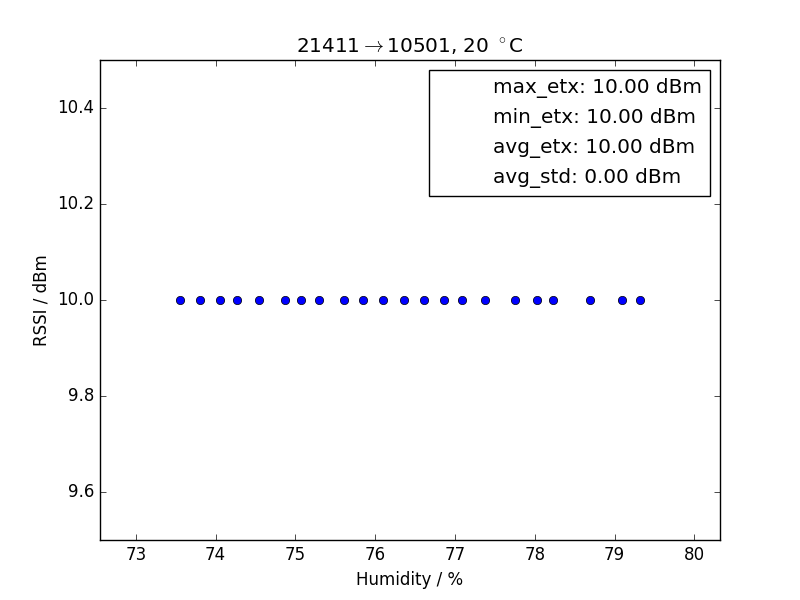 21411→10501, 20 °C
max_etx: 10.00 dBm
min_etx: 10.00 dBm
avg_etx: 10.00 dBm
avg_std: 0.00 dBm
10.4
10.2
10.0
9.8
9.6
RSSI / dBm
73 74 75 76 77 78 79 80
Humidity / %